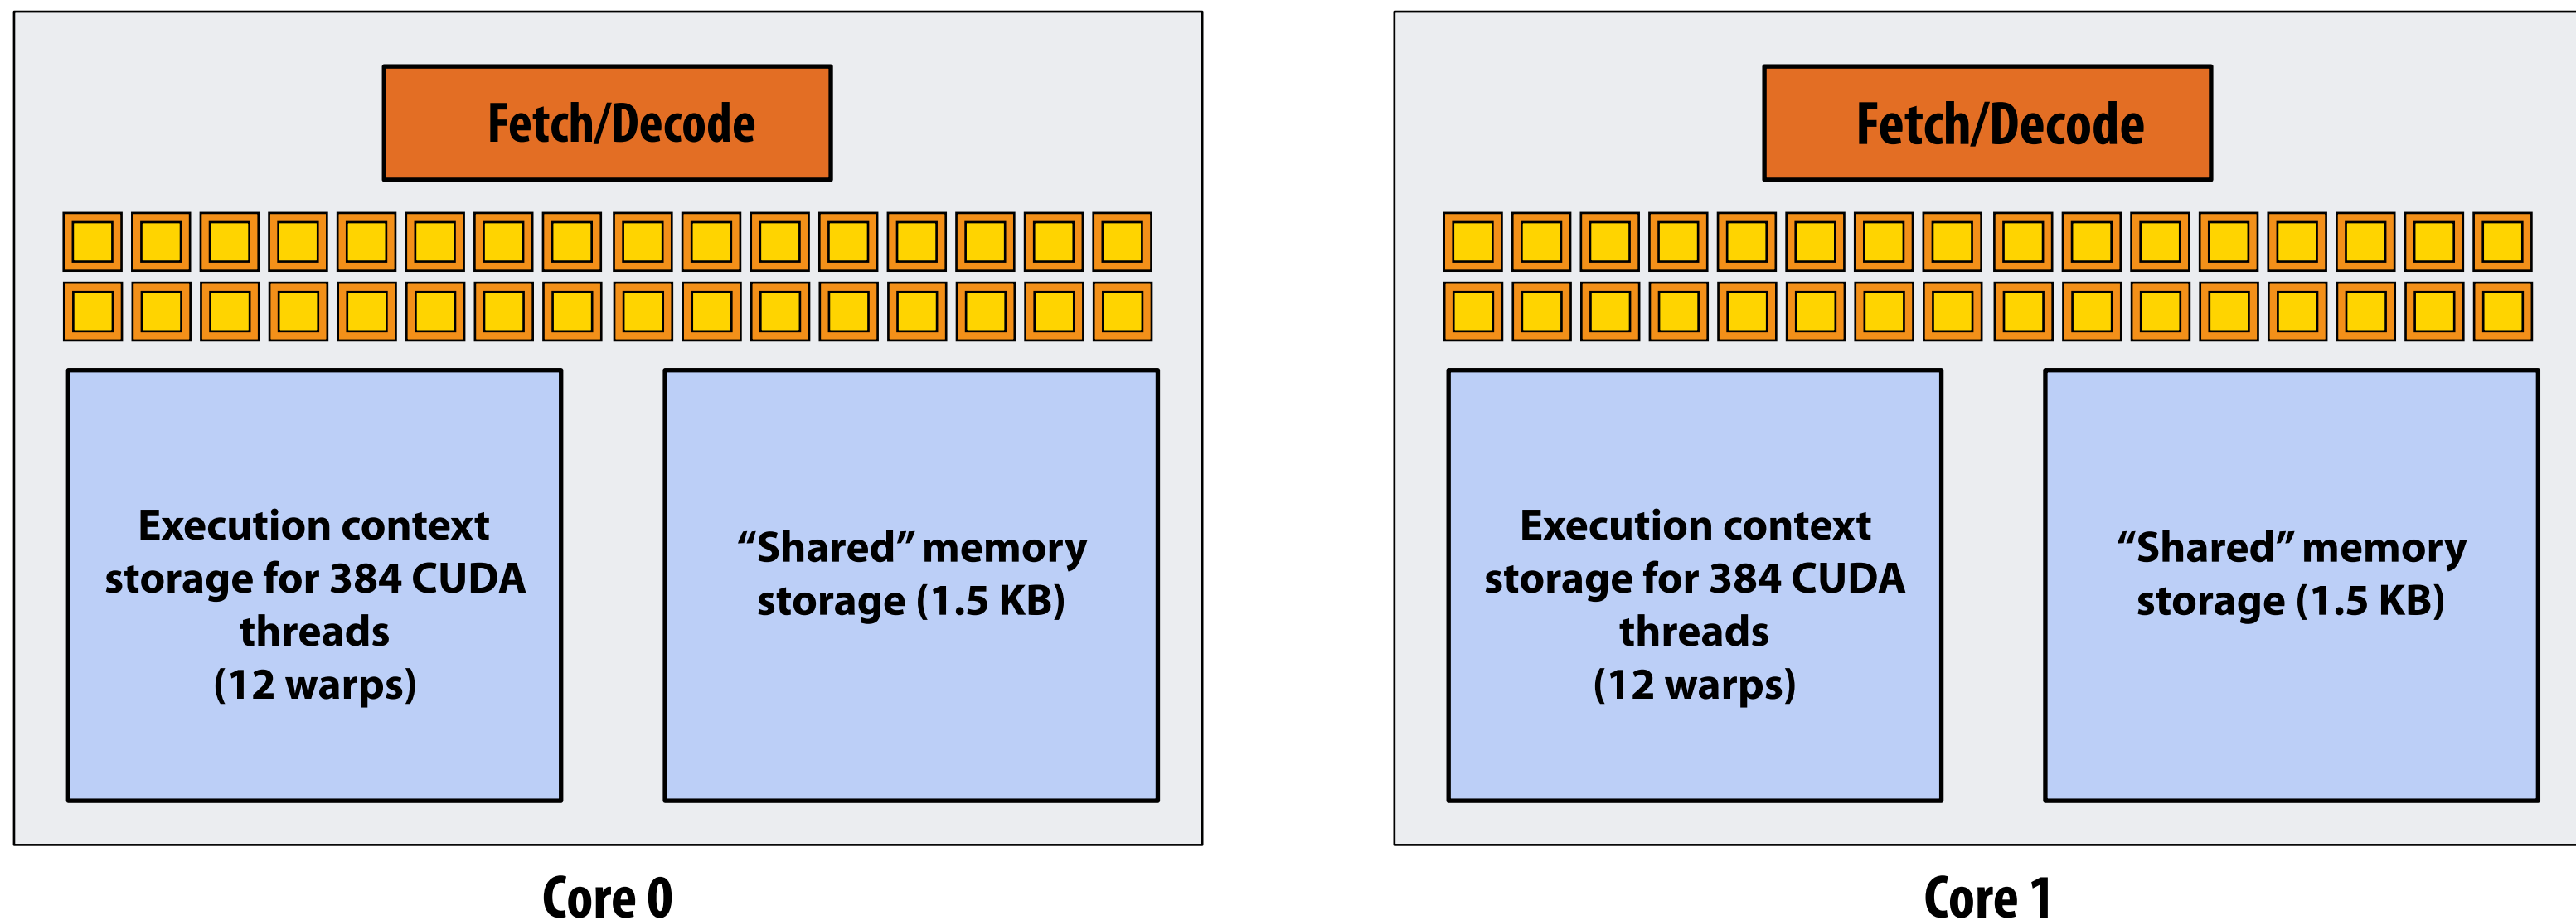 Fetch/Decode
Execution context
storage for 384 CUDA
threads
(12 warps)
“Shared” memory
storage (1.5 KB)
Core 0
Fetch/Decode
Execution context
storage for 384 CUDA
threads
(12 warps)
“Shared” memory
storage (1.5 KB)
Core 1